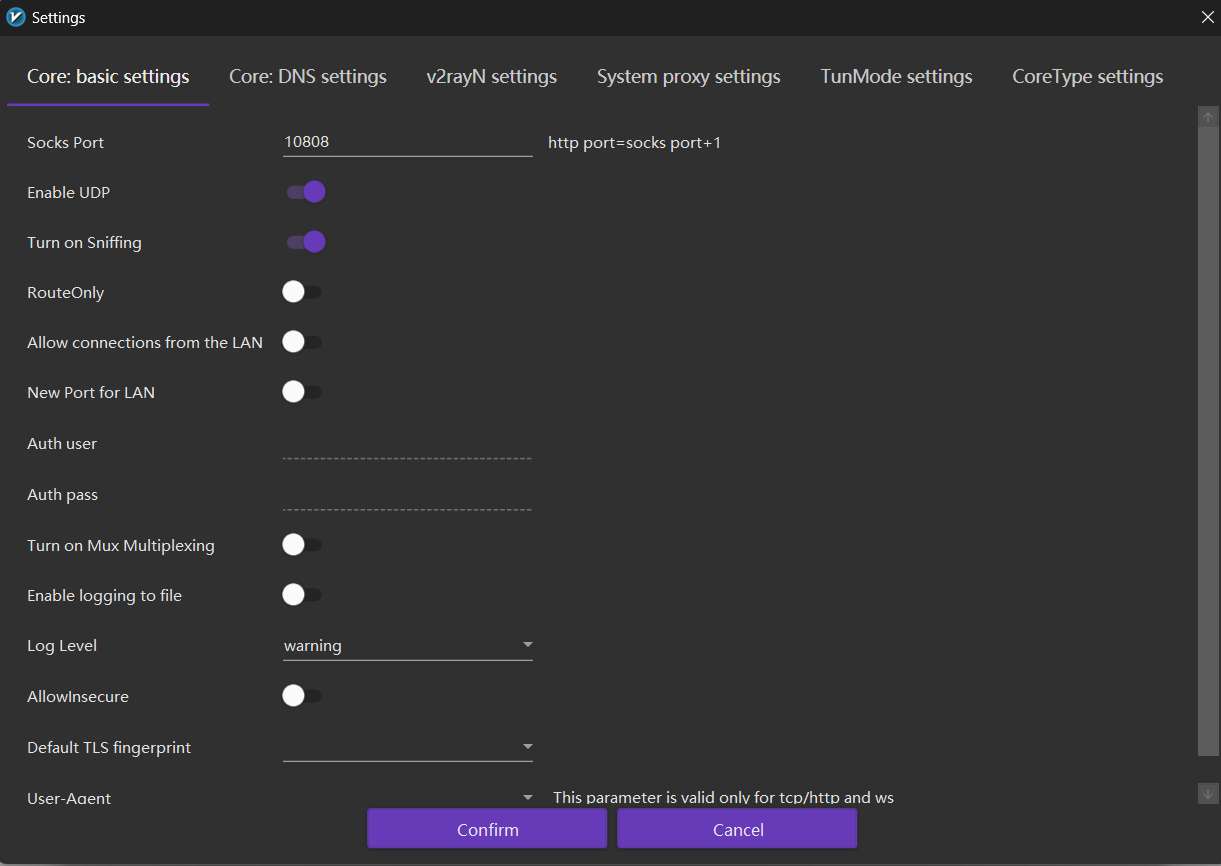 Settings
Core: basic settings Core: DNS settings v2rayN settings System proxy settings TunMode settings CoreType settings
Socks Port 10808 http port=socks port+1
Enable UDP
Turn on Sniffing
RouteOnly
Allow connections from the LAN
New Port for LAN
Auth user
Auth pass
Turn on Mux Multiplexing
Enable logging to file
Log Level warning
AllowInsecure
Default TLS fingerprint
User-Agent This parameter is valid only for tcp/http and ws
Confirm Cancel